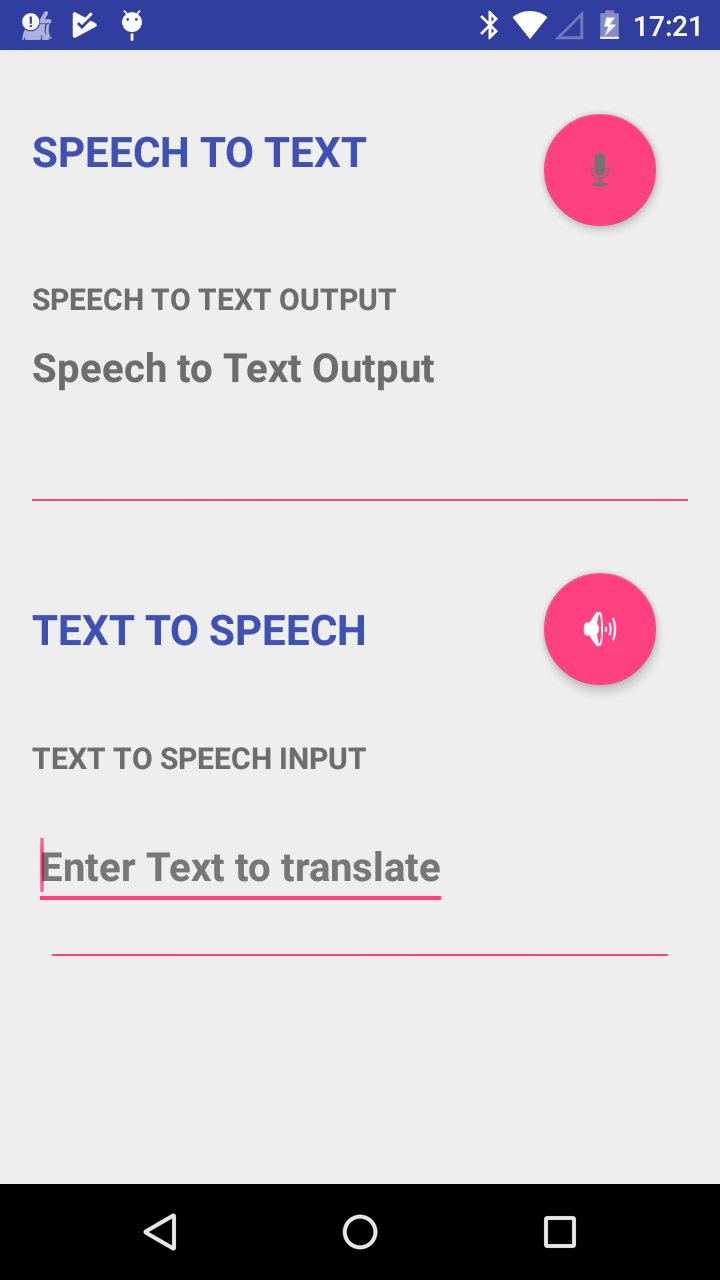 17:21
SPEECH TO TEXT
SPEECH TO TEXT OUTPUT
Speech to Text Output
TEXT TO SPEECH
TEXT TO SPEECH INPUT
Enter Text to translate